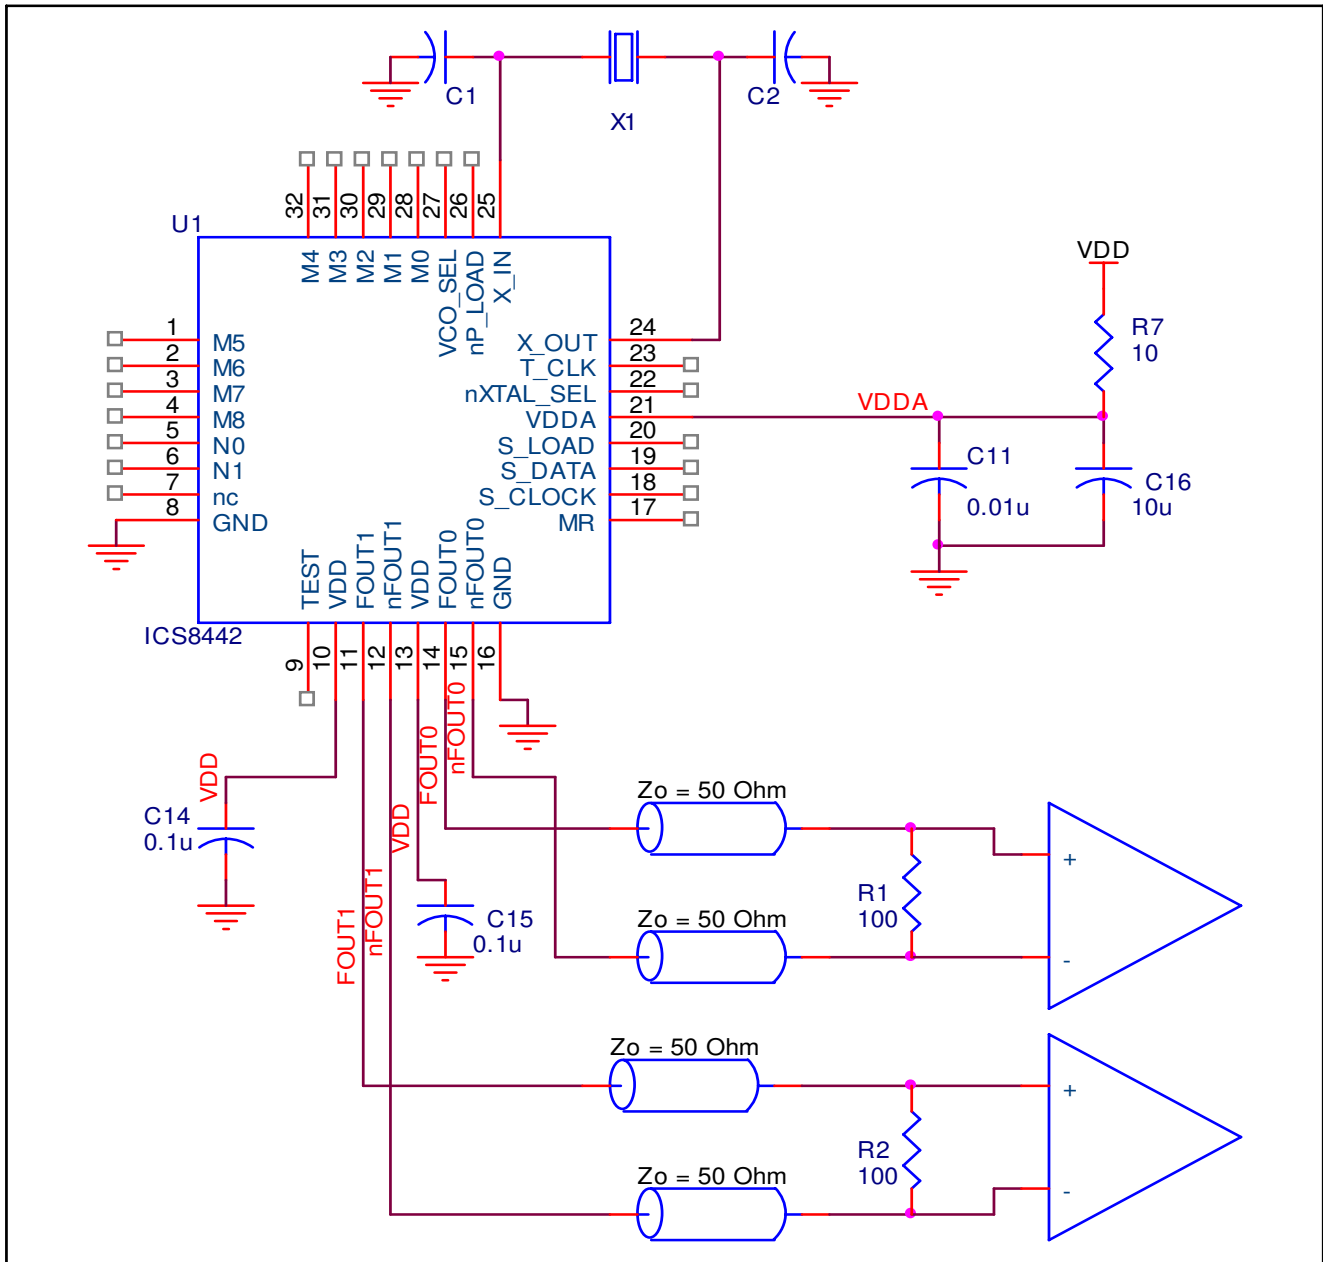 C1
X1
C2
32
31
30
29
28
27
26
25
U1
M4
M3
M2
M1
M0
VCO_SEL
nP_LOAD
X_IN
VDD
R7
10
1
2
3
4
5
6
7
8
M5
M6
M7
M8
N0
N1
nc
GND
X_OUT
T_CLK
nXTAL_SEL
VDDA
S_LOAD
S_DATA
S_CLOCK
MR
24
23
22
21
20
19
18
17
VDDA
C11
0.01u
C16
10u
TEST
VDD
FOUT1
nFOUT1
VDD
FOUT0
nFOUT0
GND
ICS8442
9
10
11
12
13
14
15
16
VDD
C14
0.1u
FOUT1
nFOUT1
VDD
FOUT0
nFOUT0
C15
0.1u
Zo = 50 Ohm
R1
100
+
-
Zo = 50 Ohm
Zo = 50 Ohm
R2
100
+
-
Zo = 50 Ohm